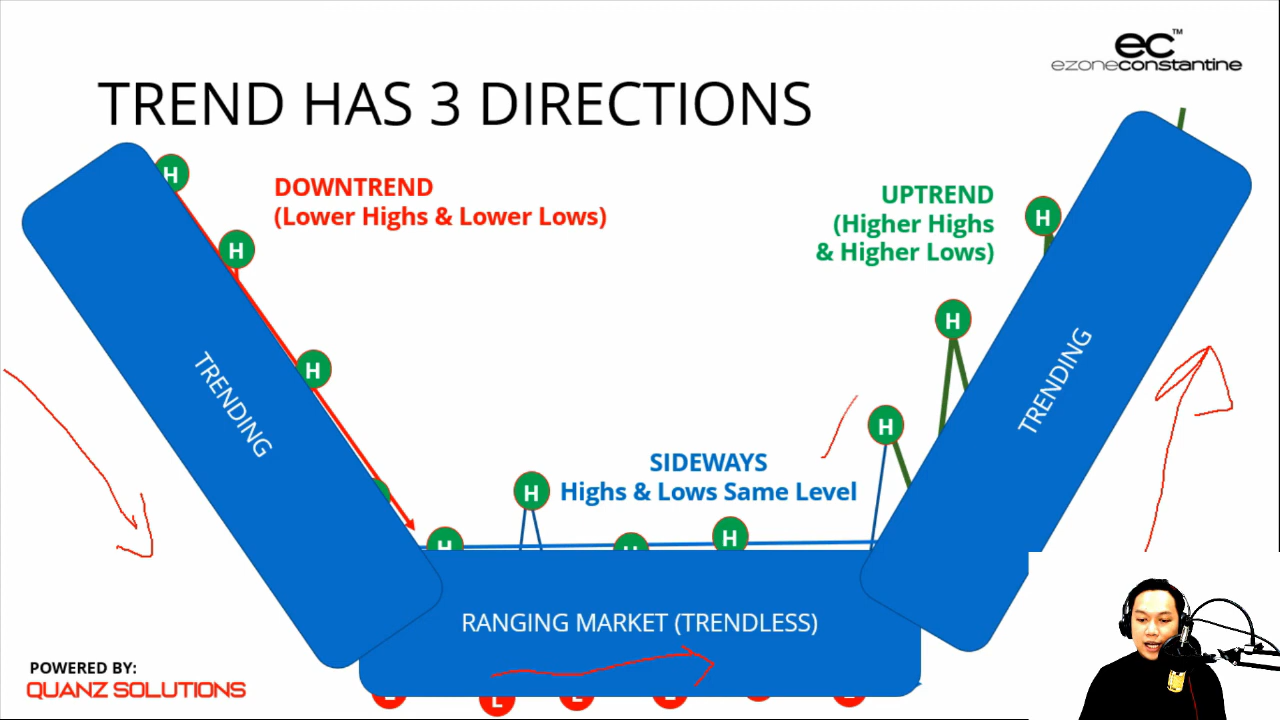 ec™
ezoneconstantine
TREND HAS 3 DIRECTIONS
H
DOWNTREND
(Lower Highs & Lower Lows)
H
H
UPTREND
(Higher Highs
& Higher Lows)
H
H
H
TRENDING
TRENDING
SIDEWAYS
Highs & Lows Same Level
H
H
H
H
RANGING MARKET (TRENDLESS)
L
L
L
L
L
POWERED BY:
QUANZ SOLUTIONS